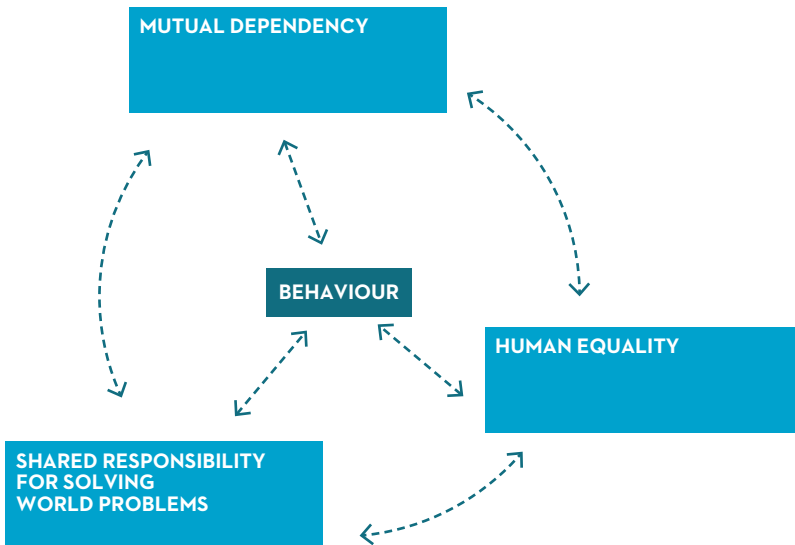 MUTUAL DEPENDENCY
BEHAVIOUR
HUMAN EQUALITY
SHARED RESPONSIBILITY
FOR SOLVING
WORLD PROBLEMS